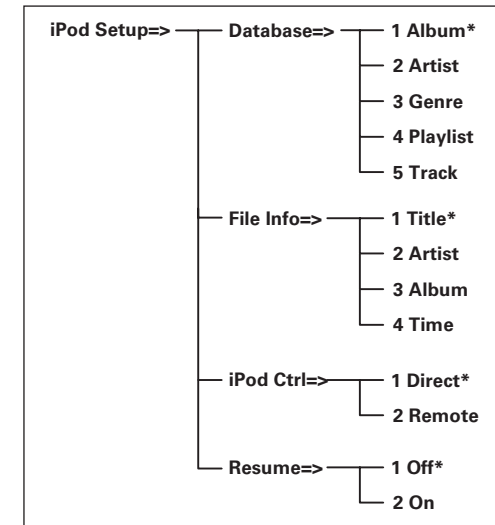 iPod Setup=> Database=> 1 Album*
2 Artist
3 Genre
4 Playlist
5 Track
File Info=> 1 Title*
2 Artist
3 Album
4 Time
iPod Ctrl=> 1 Direct*
2 Remote
Resume=> 1 Off*
2 On